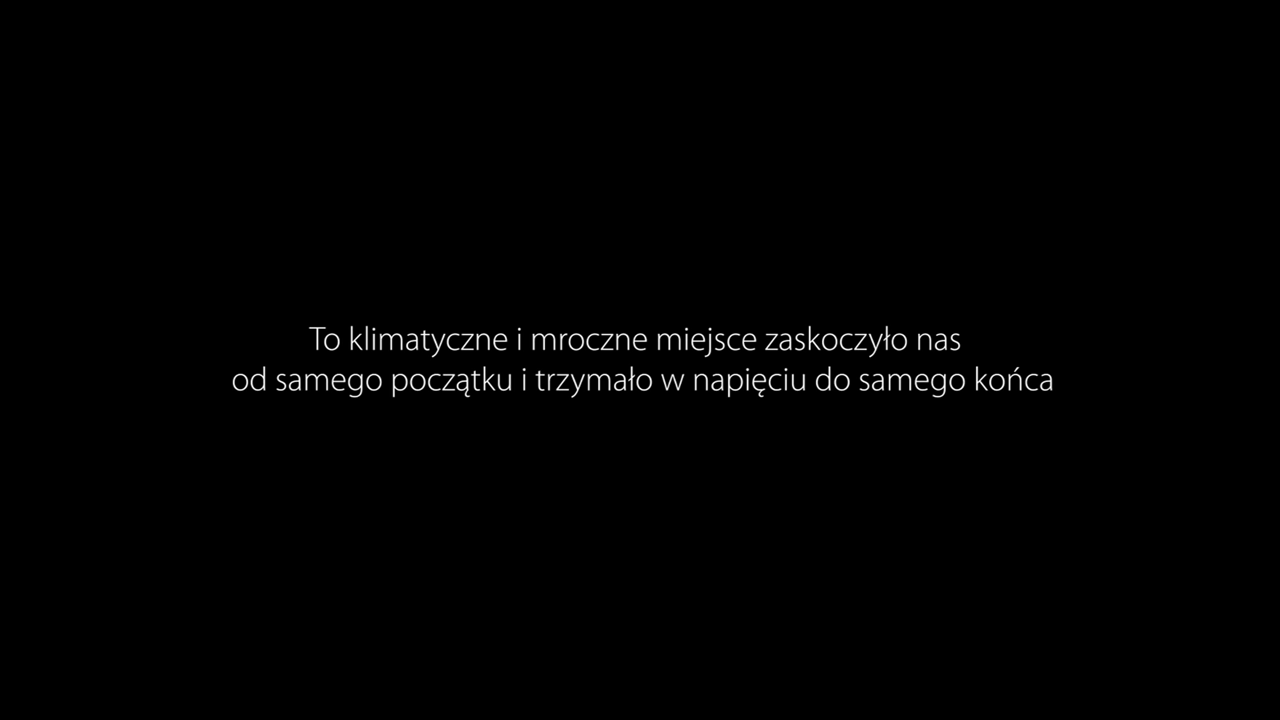 To klimatyczne i mroczne miejsce zaskoczyło nas
od samego początku i trzymało w napięciu do samego końca